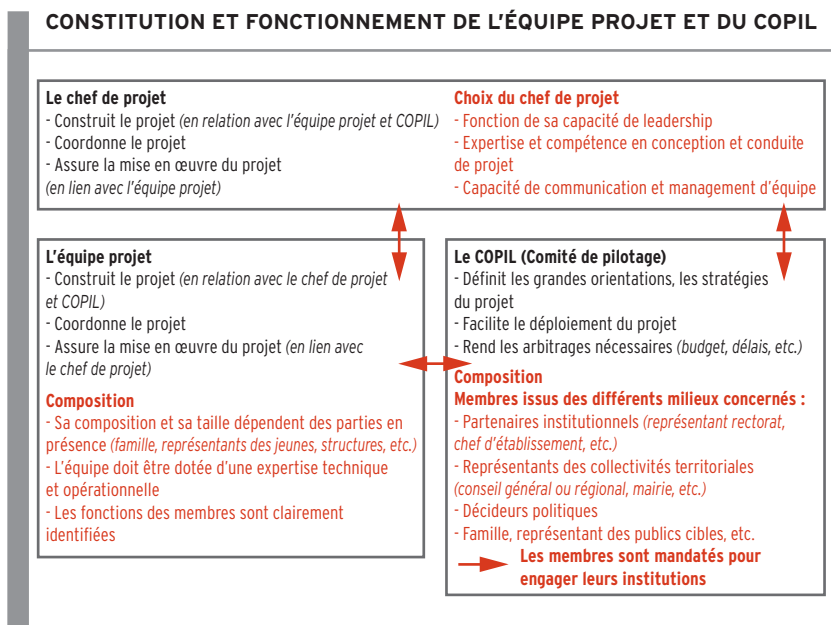 CONSTITUTION ET FONCTIONNEMENT DE L'ÉQUIPE PROJET ET DU COPIL
Le chef de projet
- Construit le projet (en relation avec l'équipe projet et COPIL)
- Coordonne le projet
- Assure la mise en œuvre du projet
(en lien avec l'équipe projet)
Choix du chef de projet
- Fonction de sa capacité de leadership
- Expertise et compétence en conception et conduite
de projet
- Capacité de communication et management d'équipe
L'équipe projet
- Construit le projet (en relation avec le chef de projet
et COPIL)
- Coordonne le projet
- Assure la mise en œuvre du projet (en lien avec
le chef de projet)
Composition
- Sa composition et sa taille dépendent des parties en
présence (famille, représentants des jeunes, structures, etc.)
- L'équipe doit être dotée d'une expertise technique
et opérationnelle
- Les fonctions des membres sont clairement
identifiées
Le COPIL (Comité de pilotage)
- Définit les grandes orientations, les stratégies
du projet
- Facilite le déploiement du projet
- Rend les arbitrages nécessaires (budget, délais, etc.)
Composition
Membres issus des différents milieux concernés :
- Partenaires institutionnels (représentant rectorat,
chef d'établissement, etc.)
- Représentants des collectivités territoriales
(conseil général ou régional, mairie, etc.)
- Décideurs politiques
- Famille, représentant des publics cibles, etc.
Les membres sont mandatés pour
engager leurs institutions